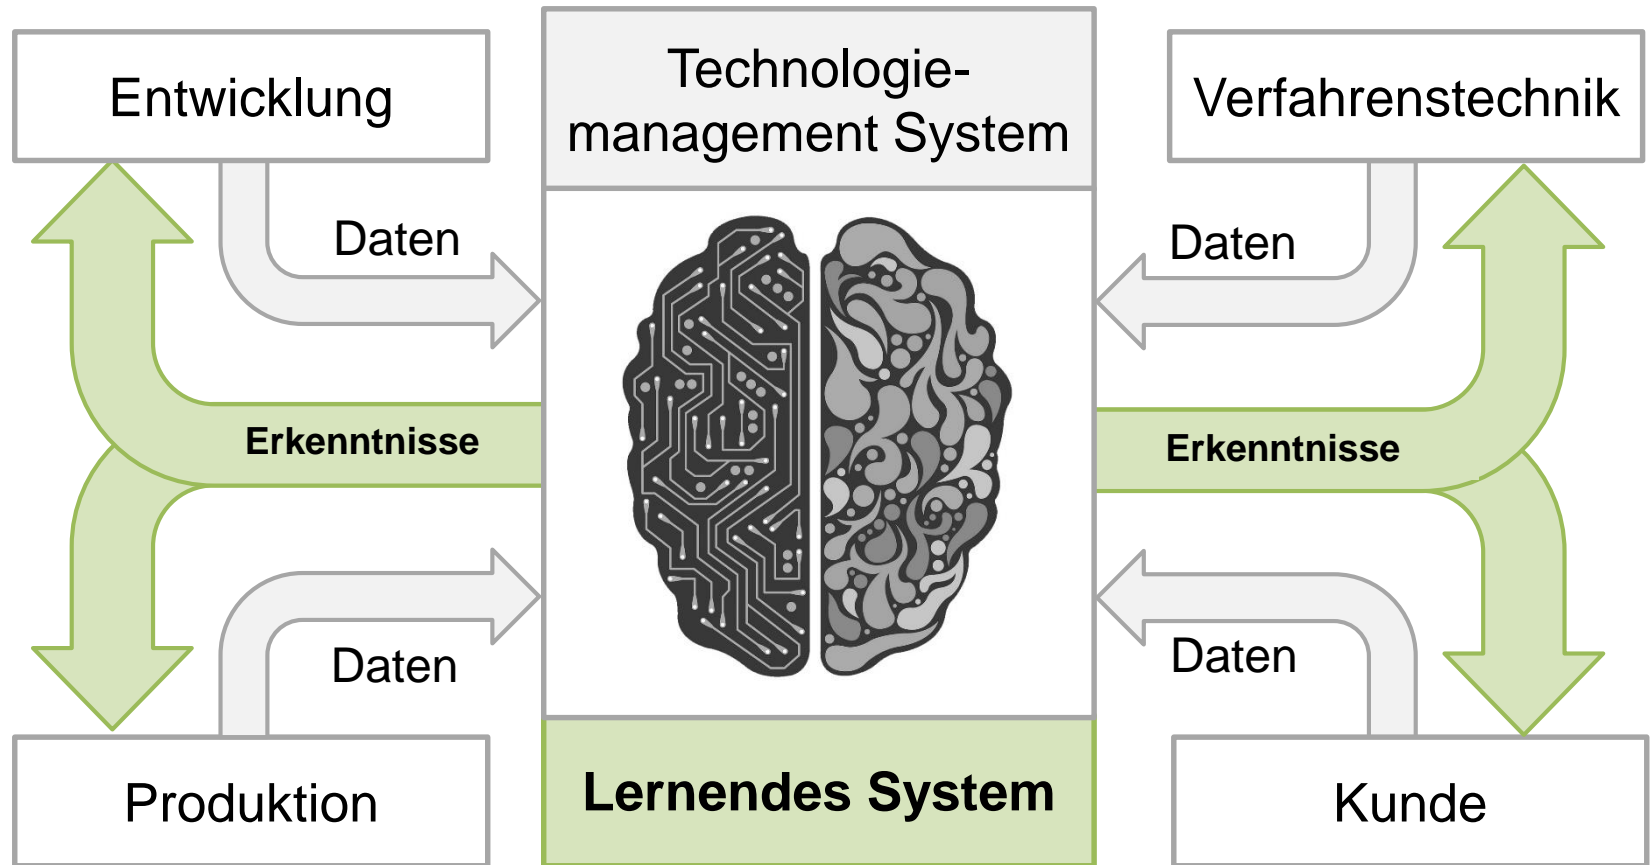 Entwicklung
Technologie-
management System
Verfahrenstechnik
Daten
Daten
Erkenntnisse
Erkenntnisse
Daten
Daten
Produktion
Lernendes System
Kunde